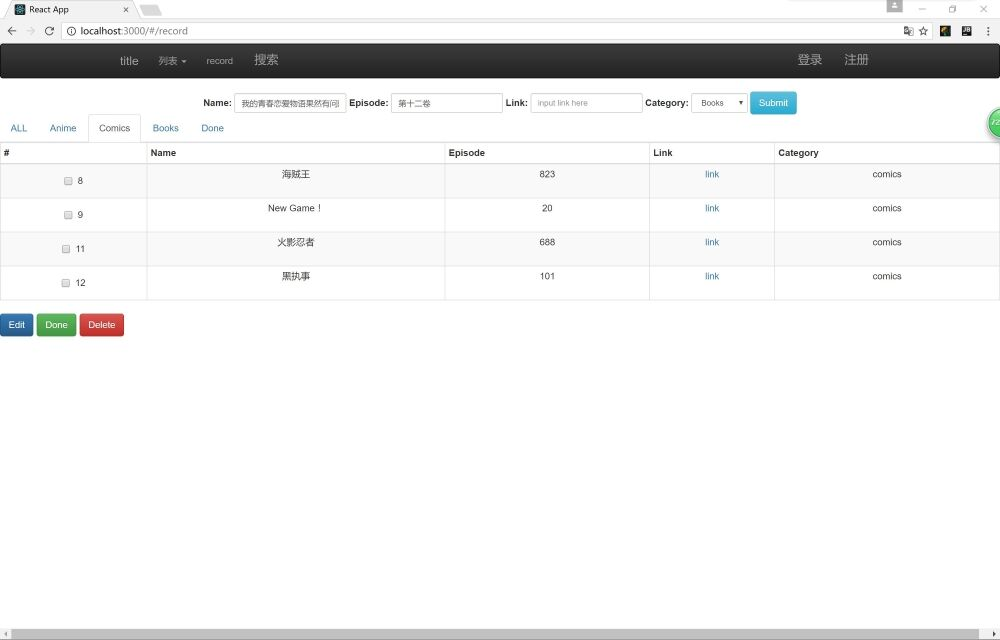 React App
localhost:3000/#/record
title 列表 record 搜索 登录 注册
Name: 我的青春恋爱物语果然有问 Episode: 第十二卷 Link: input link here Category: Books Submit
ALL Anime Comics Books Done
# Name Episode Link Category
8 海贼王 823 link comics
9 New Game！ 20 link comics
11 火影忍者 688 link comics
12 黑执事 101 link comics
Edit Done Delete